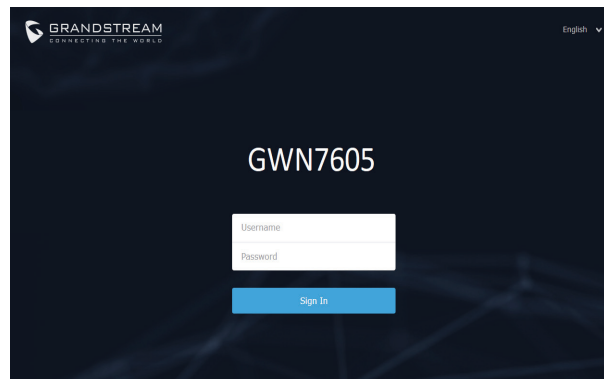 GRANDSTREAM
CONNECTING THE WORLD
English
GWN7605
Username
Password
Sign In